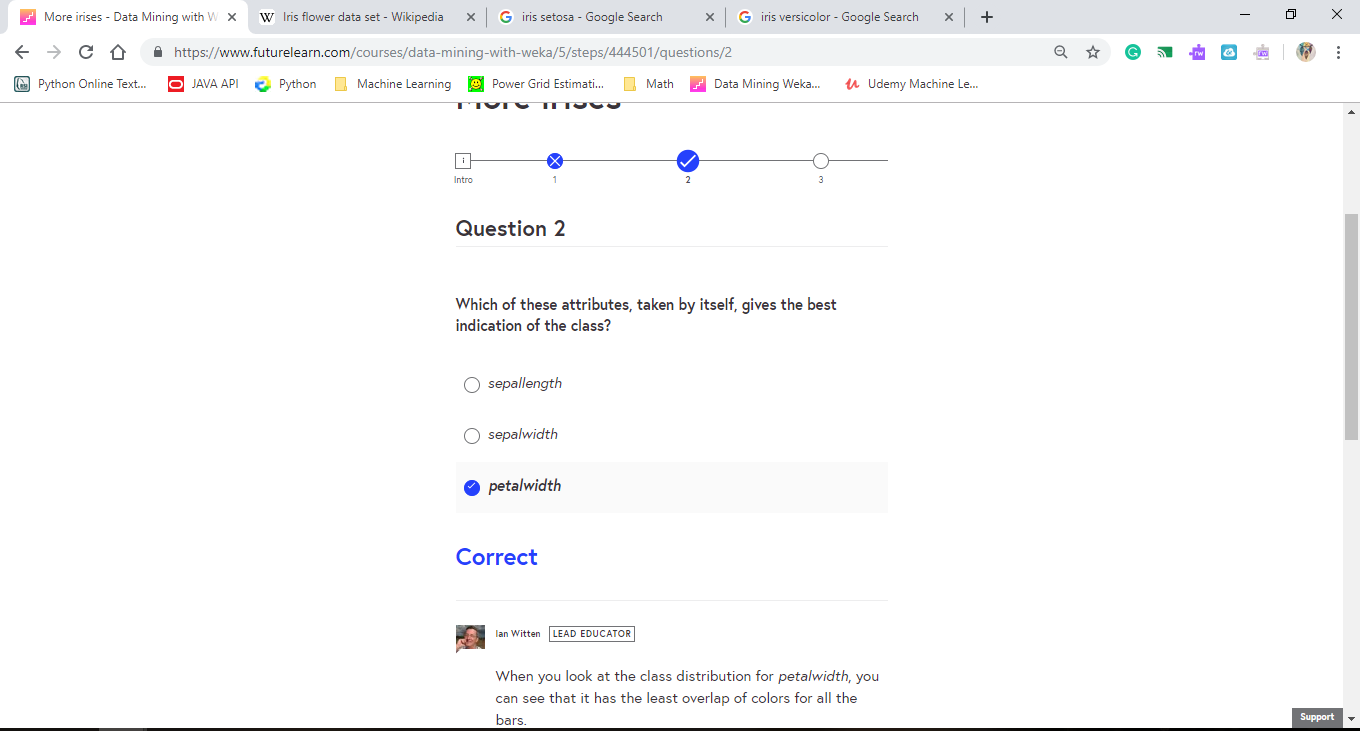 More irises - Data Mining with W
Iris flower data set - Wikipedia
iris setosa - Google Search
iris versicolor - Google Search
https://www.futurelearn.com/courses/data-mining-with-weka/5/steps/444501/questions/2
Python Online Text...
JAVA API
Python
Machine Learning
Power Grid Estimati...
Math
Data Mining Weka...
Udemy Machine Le...
More irises
i
Intro
1
2
3
Question 2
Which of these attributes, taken by itself, gives the best
indication of the class?
sepallength
sepalwidth
petalwidth
Correct
Ian Witten LEAD EDUCATOR
When you look at the class distribution for petalwidth, you
can see that it has the least overlap of colors for all the
bars.
Support